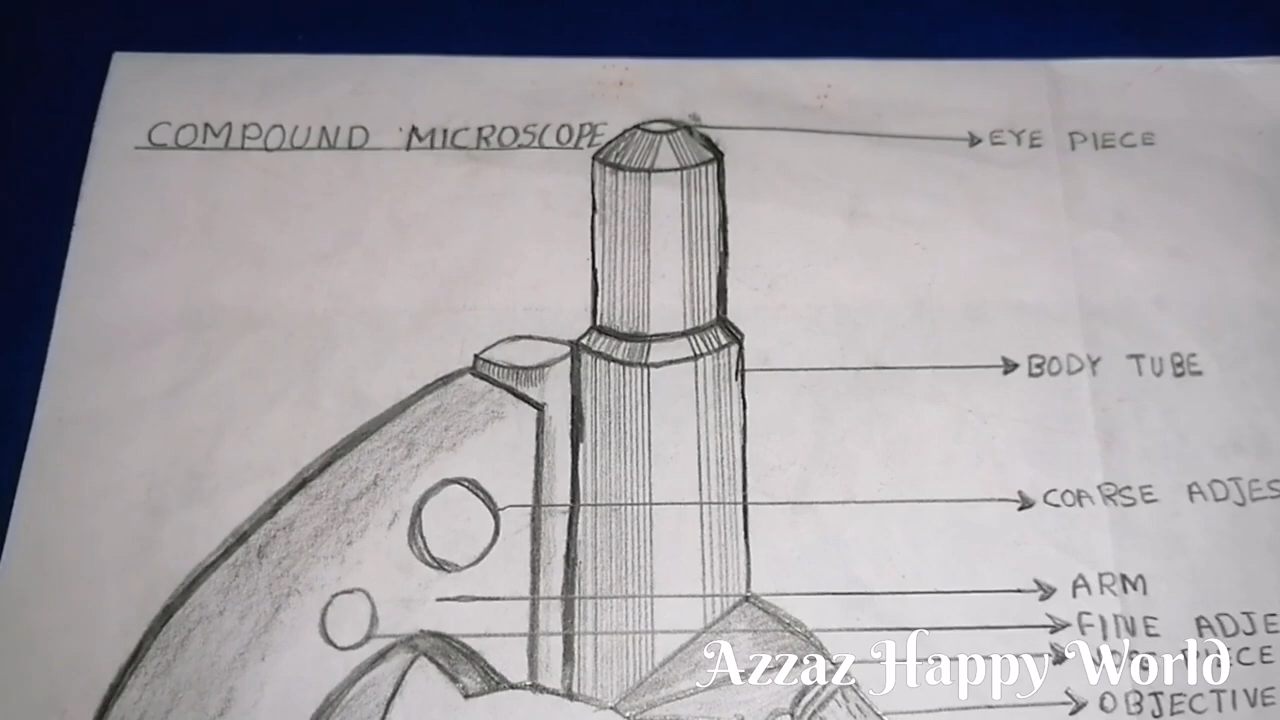 COMPOUND MICROSCOPE
EYE PIECE
BODY TUBE
COARSE ADJES
ARM
FINE ADJE
OBJECTIVE
Azzaz Happy World